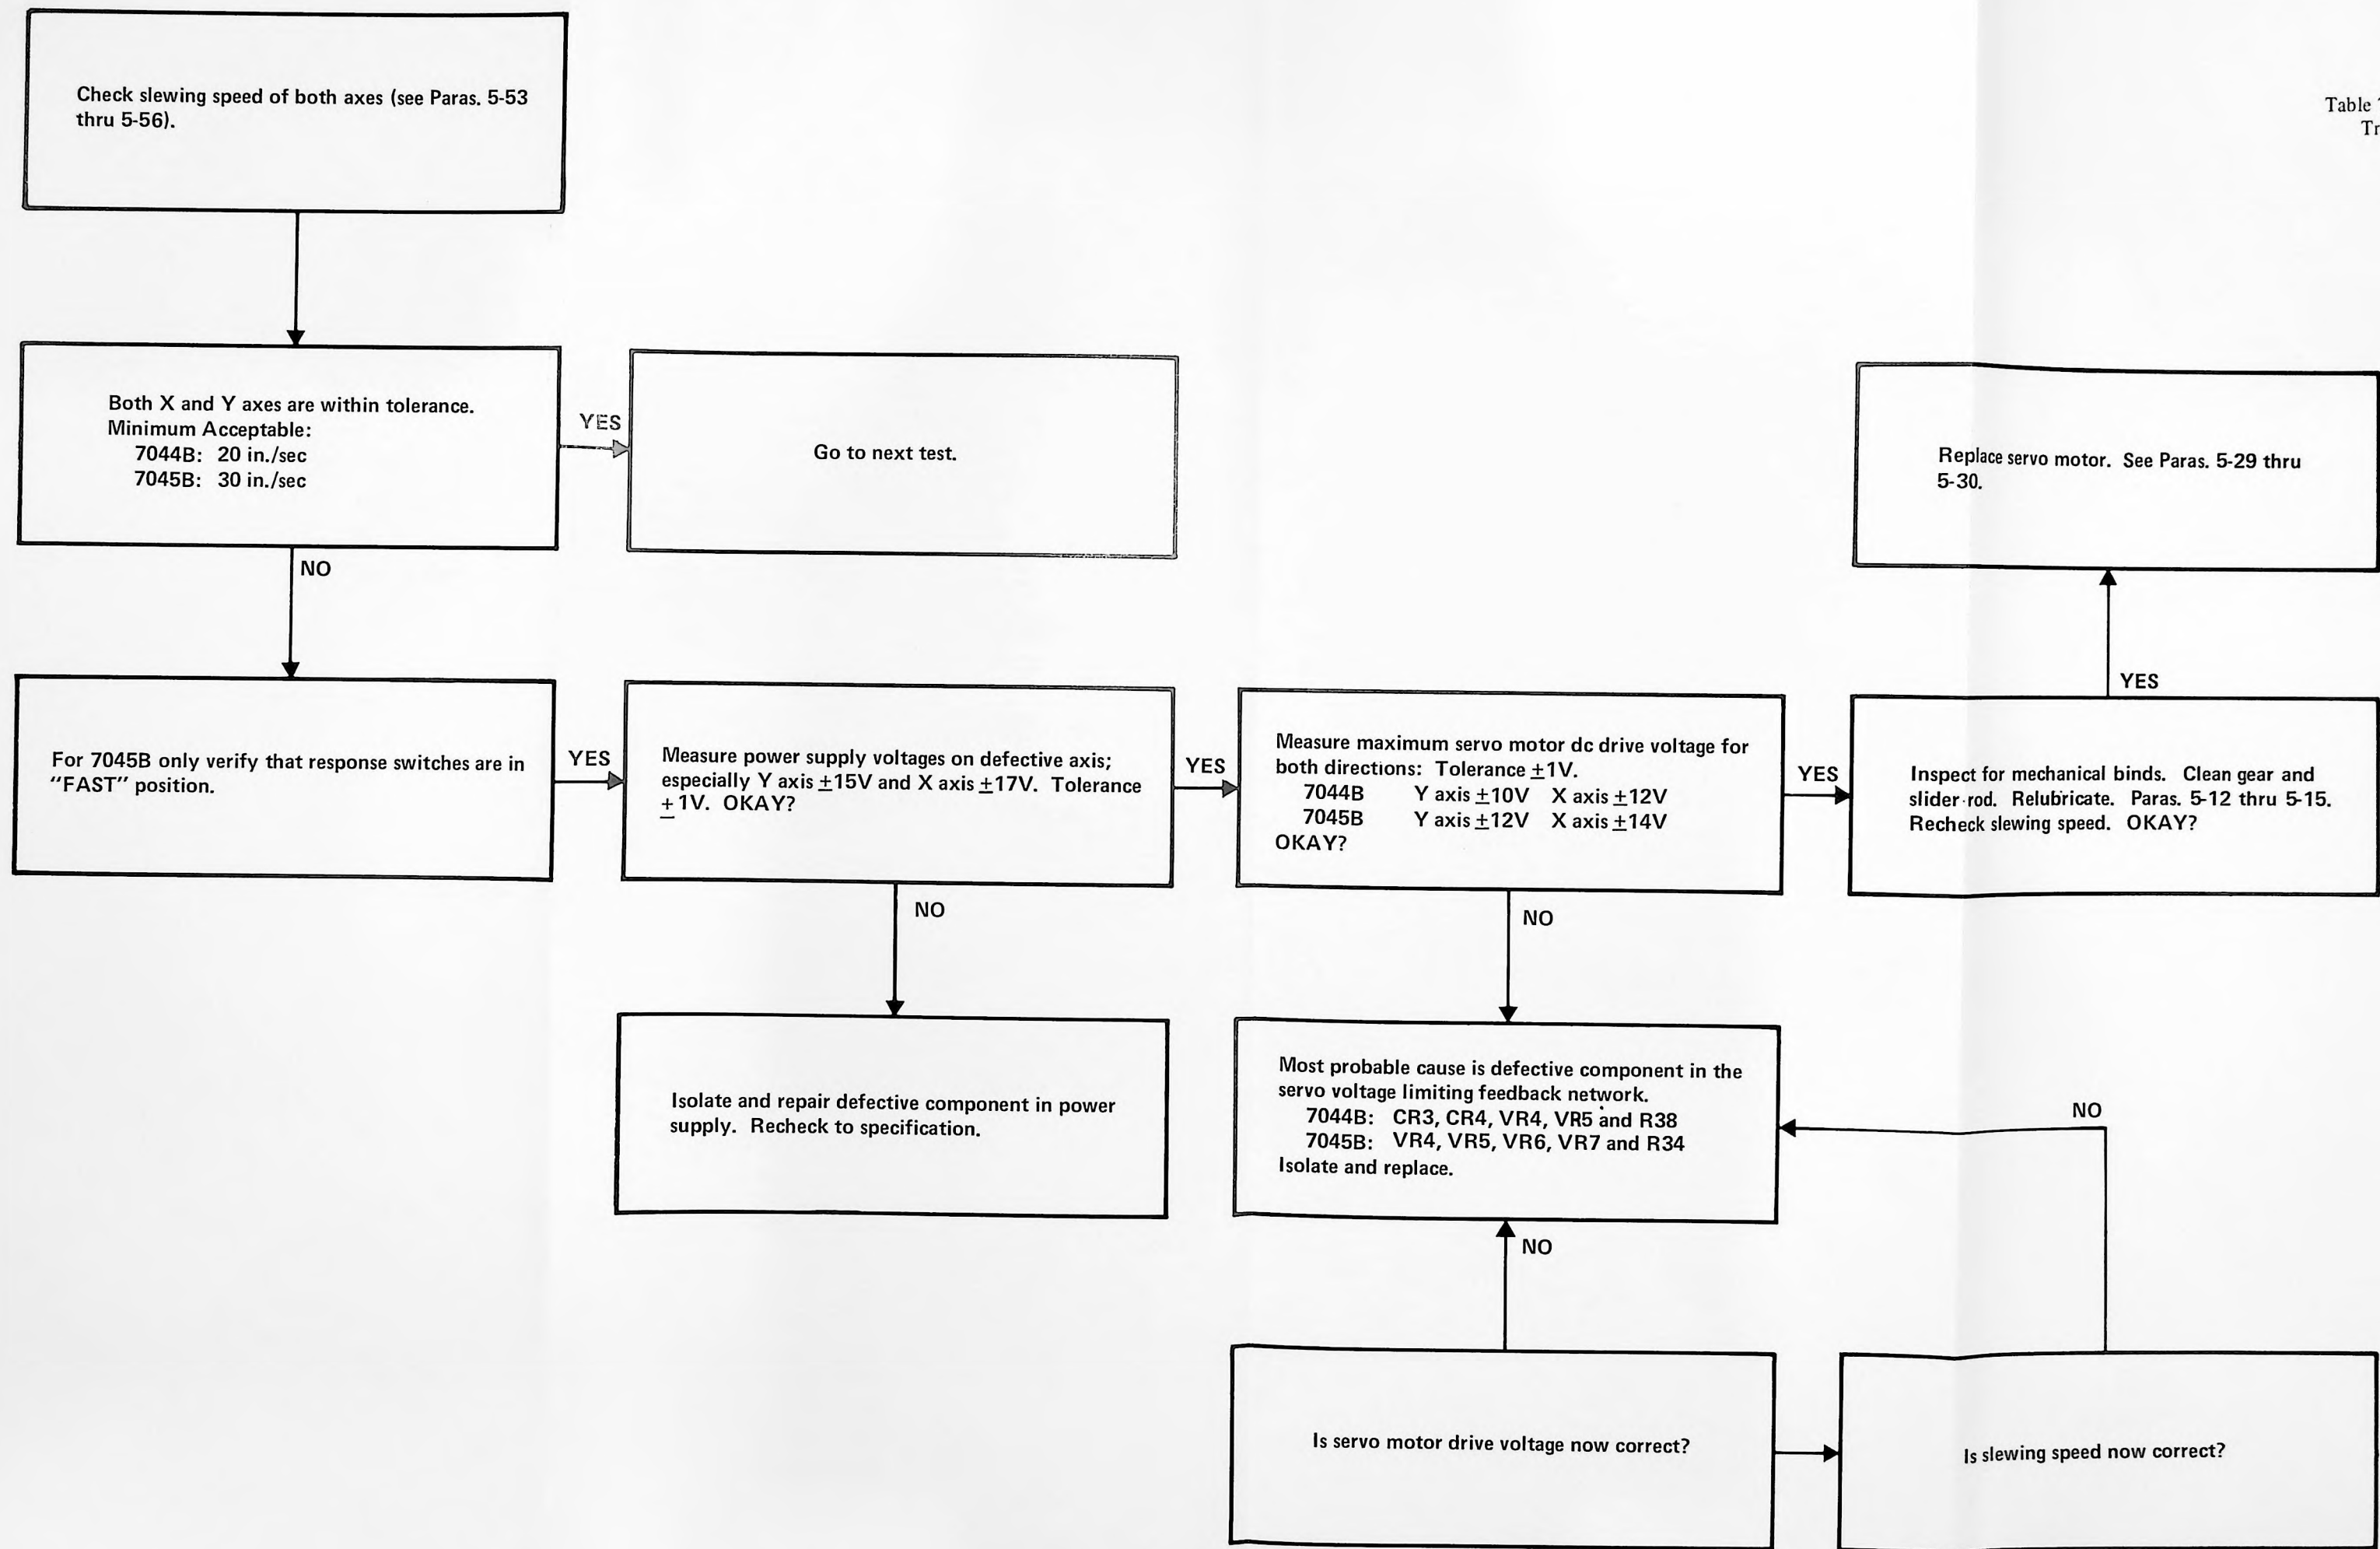 Check slewing speed of both axes (see Paras. 5-53
thru 5-56).
Table
Both X and Y axes are within tolerance.
Minimum Acceptable:
7044B: 20 in./sec
7045B: 30 in./sec
YES
Go to next test.
Replace servo motor. See Paras. 5-29 thru
5-30.
NO
YES
For 7045B only verify that response switches are in
"FAST" position.
YES
Measure power supply voltages on defective axis;
especially Y axis ±15V and X axis ±17V. Tolerance
± 1V. OKAY?
YES
Measure maximum servo motor dc drive voltage for
both directions: Tolerance ±1V.
7044B Y axis ±10V X axis ±12V
7045B Y axis ±12V X axis ±14V
OKAY?
YES
Inspect for mechanical binds. Clean gear and
slider rod. Relubricate. Paras. 5-12 thru 5-15.
Recheck slewing speed. OKAY?
NO
NO
Isolate and repair defective component in power
supply. Recheck to specification.
Most probable cause is defective component in the
servo voltage limiting feedback network.
7044B: CR3, CR4, VR4, VR5 and R38
7045B: VR4, VR5, VR6, VR7 and R34
Isolate and replace.
NO
NO
Is servo motor drive voltage now correct?
Is slewing speed now correct?